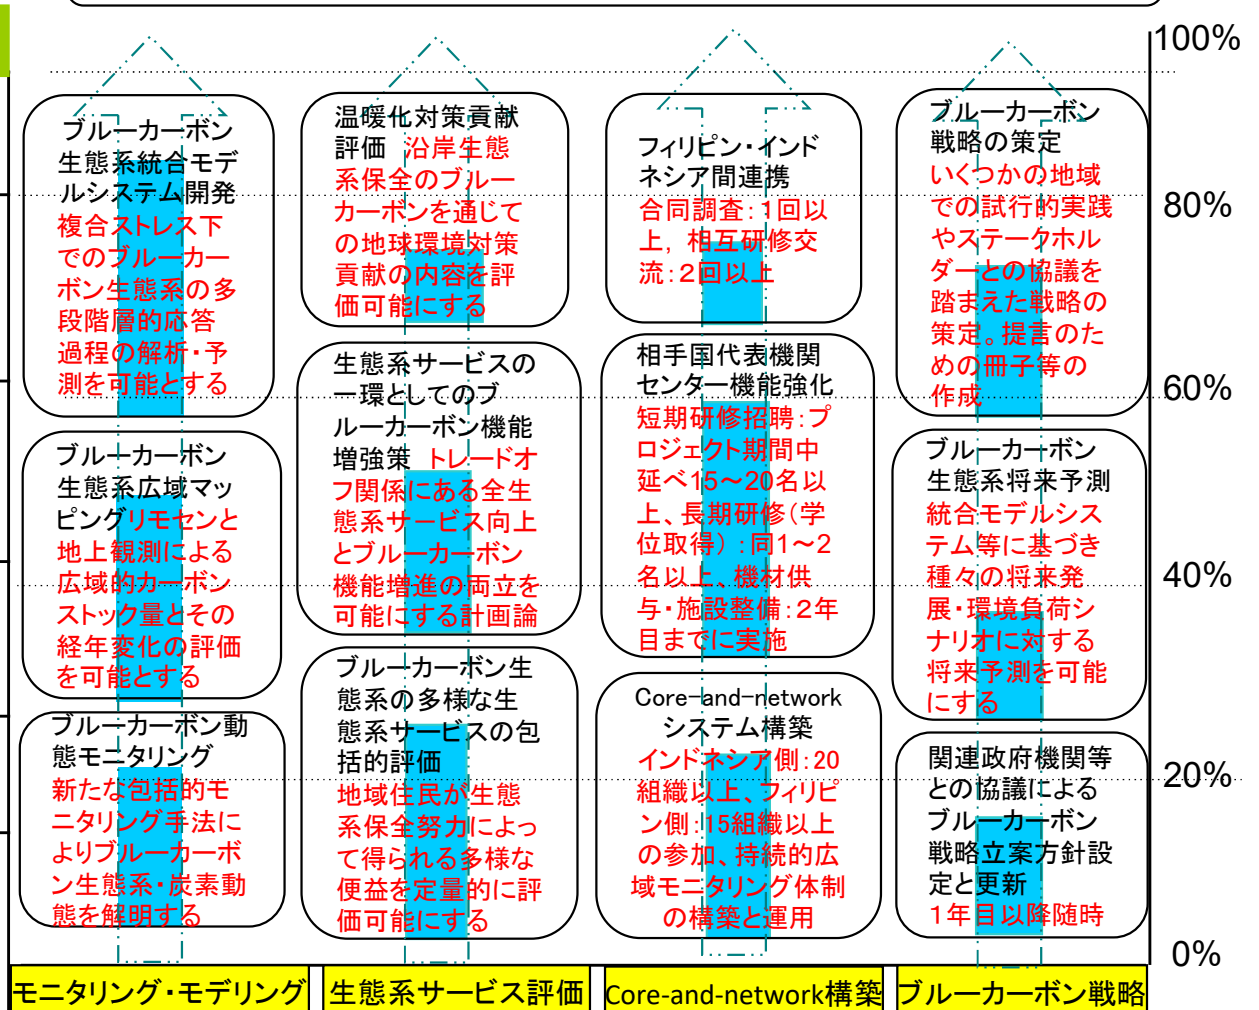 ブルーカーボン
生態系統合モデ
ルシステム開発
複合ストレス下
でのブルーカー
ボン生態系の多
段階層的応答
過程の解析・予
測を可能とする
ブルーカーボン
生態系広域マッ
ピングリモセンと
地上観測による
広域的カーボン
ストック量とその
経年変化の評価
を可能とする
ブルーカーボン動
態モニタリング
新たな包括的モ
ニタリング手法に
よりブルーカーボ
ン生態系・炭素動
態を解明する
モニタリング・モデリング
温暖化対策貢献
評価 沿岸生態
系保全のブルー
カーボンを通じて
の地球環境対策
貢献の内容を評
価可能にする
生態系サービスの
一環としてのブ
ルーカーボン機能
増強策 トレードオ
フ関係にある全生
態系サービス向上
とブルーカーボン
機能増進の両立を
可能にする計画論
ブルーカーボン生
態系の多様な生
態系サービスの包
括的評価
地域住民が生態
系保全努力によっ
て得られる多様な
便益を定量的に評
価可能にする
生態系サービス評価
フィリピン・インド
ネシア間連携
合同調査：1回以
上，相互研修交
流：2回以上
相手国代表機関
センター機能強化
短期研修招聘：プ
ロジェクト期間中
延べ15～20名以
上、長期研修（学
位取得）：同1～2
名以上、機材供
与・施設整備：2年
目までに実施
Core-and-network
システム構築
インドネシア側：20
組織以上、フィリピ
ン側：15組織以上
の参加、持続的広
域モニタリング体制
の構築と運用
Core-and-network構築
ブルーカーボン
戦略の策定
いくつかの地域
での試行的実践
やステークホル
ダーとの協議を
踏まえた戦略の
策定。提言のた
めの冊子等の
作成
ブルーカーボン
生態系将来予測
統合モデルシス
テム等に基づき
種々の将来発
展・環境負荷シ
ナリオに対する
将来予測を可能
にする
関連政府機関等
との協議による
ブルーカーボン
戦略立案方針設
定と更新
1年目以降随時
ブルーカーボン戦略
100%
80%
60%
40%
20%
0%